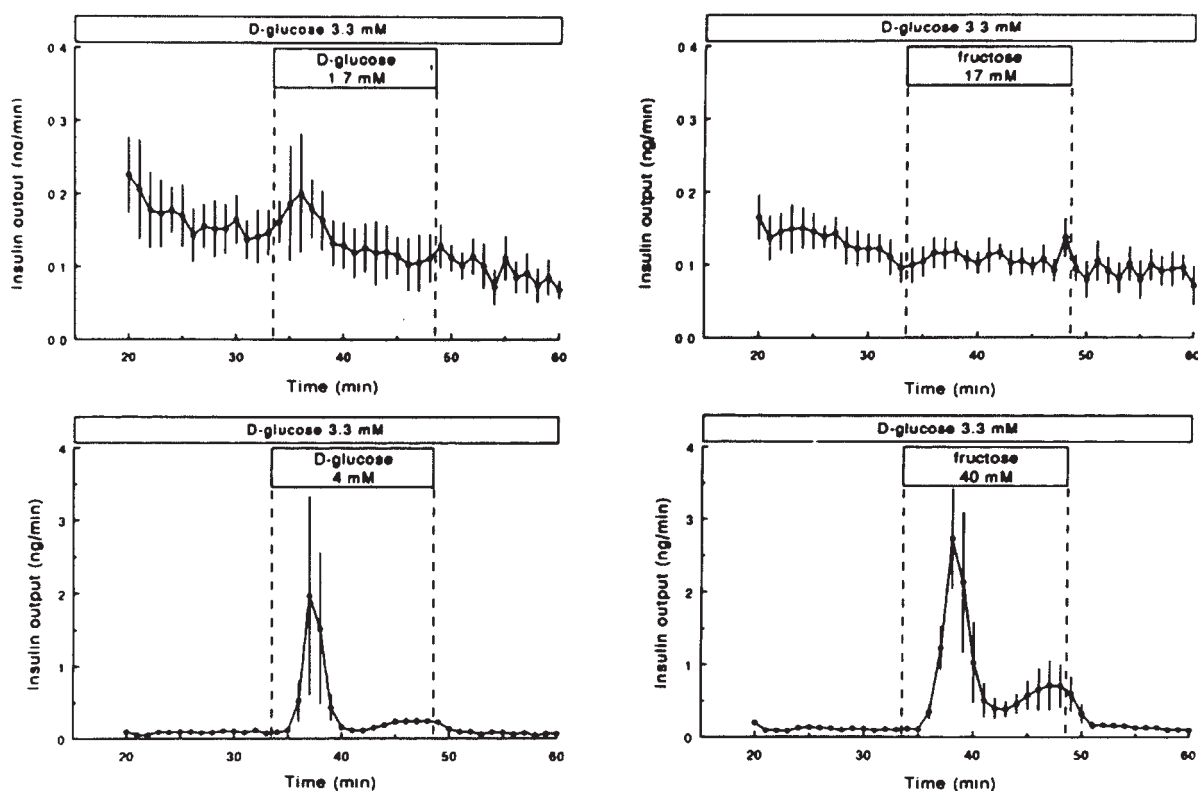 D-glucose 3.3 mM
D-glucose
1 7 mM
Insulin output (ng/min)
0 4
0 3
0 2
0 1
0 0
20
30
40
50
60
Time (min)
D-glucose 3 3 mM
fructose
17 mM
Insulin output (ng/min)
0 4
0 3
0 2
0 1
0 0
20
30
40
50
60
Time (min)
D-glucose 3.3 mM
D-glucose
4 mM
Insulin output (ng/min)
4
3
2
1
0
20
30
40
50
60
Time (min)
D-glucose 3.3 mM
fructose
40 mM
Insulin output (ng/min)
4
3
2
1
0
20
30
40
50
60
Time (min)